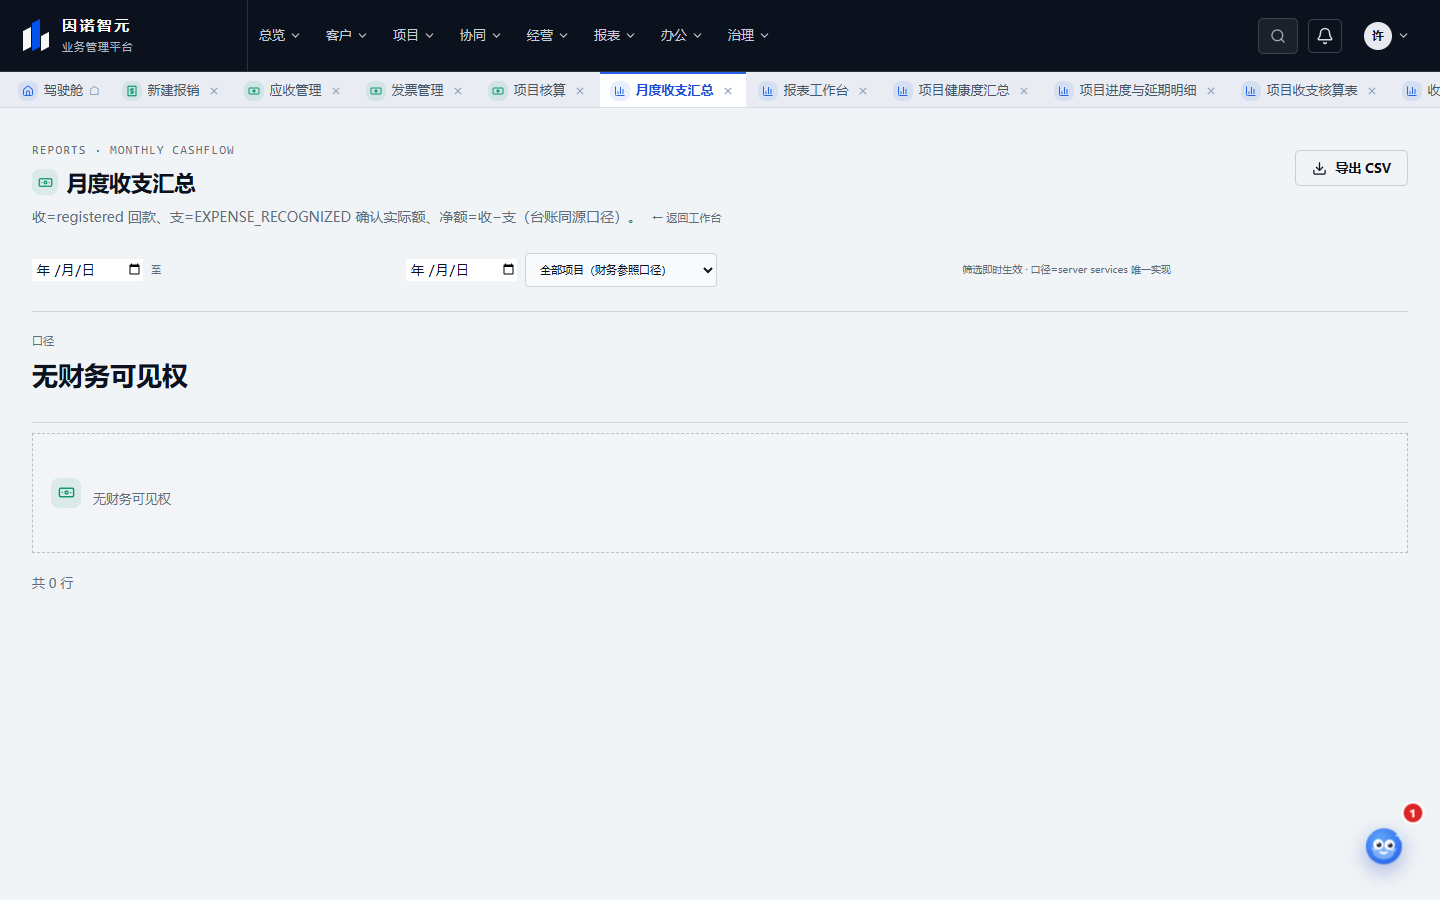 因诺智元
业务管理平台
总览 客户 项目 协同 经营 报表 办公 治理
许
驾驶舱 新建报销 应收管理 发票管理 项目核算 月度收支汇总 报表工作台 项目健康度汇总 项目进度与延期明细 项目收支核算表 收
REPORTS · MONTHLY CASHFLOW
月度收支汇总
导出 CSV
收=registered 回款、支=EXPENSE_RECOGNIZED 确认实际额、净额=收−支（台账同源口径）。 ←返回工作台
年 /月/日 至 年 /月/日 全部项目（财务参照口径） 筛选即时生效 · 口径=server services 唯一实现
口径
无财务可见权
无财务可见权
共 0 行
1